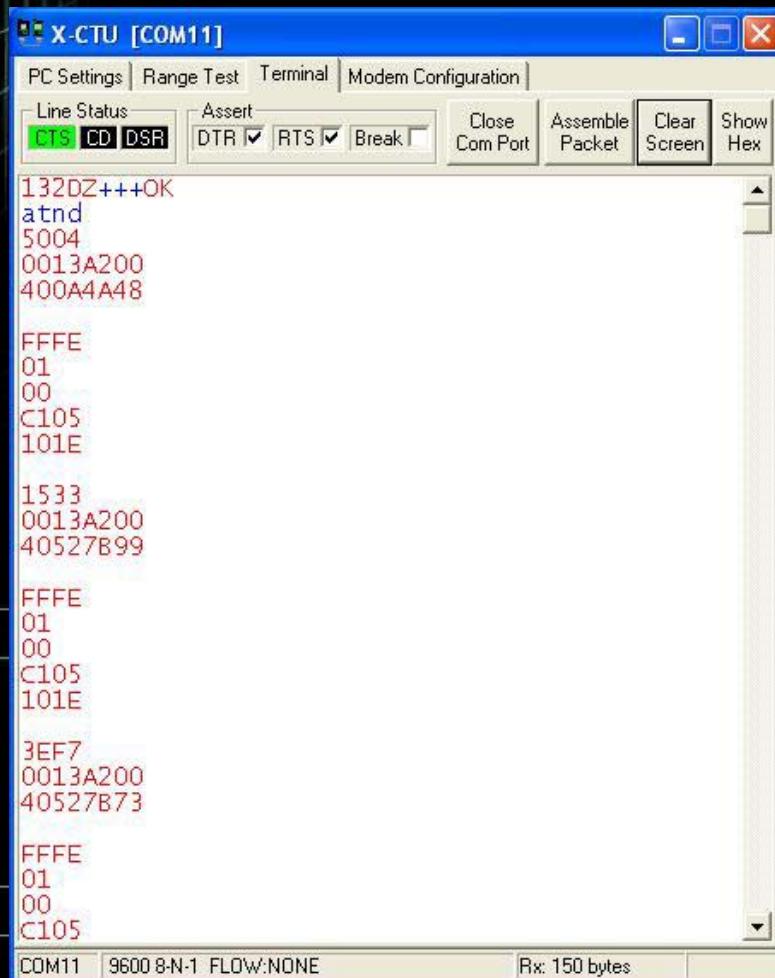 X-CTU [COM11]
PC Settings Range Test Terminal Modem Configuration
Line Status
CTS CD DSR
Assert
DTR RTS Break
Close Com Port
Assemble Packet
Clear Screen
Show Hex
132DZ+++OK
atnd
5004
0013A200
400A4A48
FFFE
01
00
C105
101E
1533
0013A200
40527B99
FFFE
01
00
C105
101E
3EF7
0013A200
40527B73
FFFE
01
00
C105
COM11 9600 8-N-1 FLOW:NONE Rx: 150 bytes